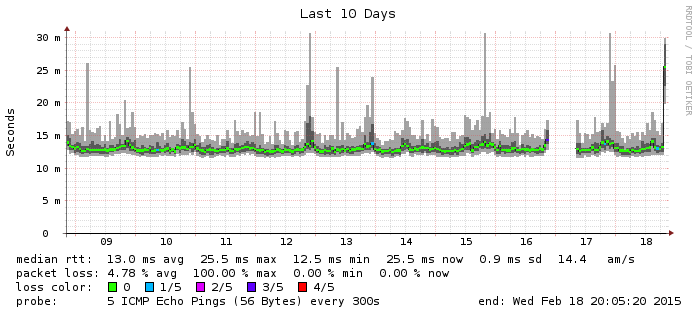 Last 10 Days
RRDTOOL / TOBI OETIKER
Seconds
30 m
25 m
20 m
15 m
10 m
5 m
0
09 10 11 12 13 14 15 16 17 18
median rtt: 13.0 ms avg 25.5 ms max 12.5 ms min 25.5 ms now 0.9 ms sd 14.4 am/s
packet loss: 4.78 % avg 100.00 % max 0.00 % min 0.00 % now
loss color: 0 1/5 2/5 3/5 4/5
probe: 5 ICMP Echo Pings (56 Bytes) every 300s end: Wed Feb 18 20:05:20 2015